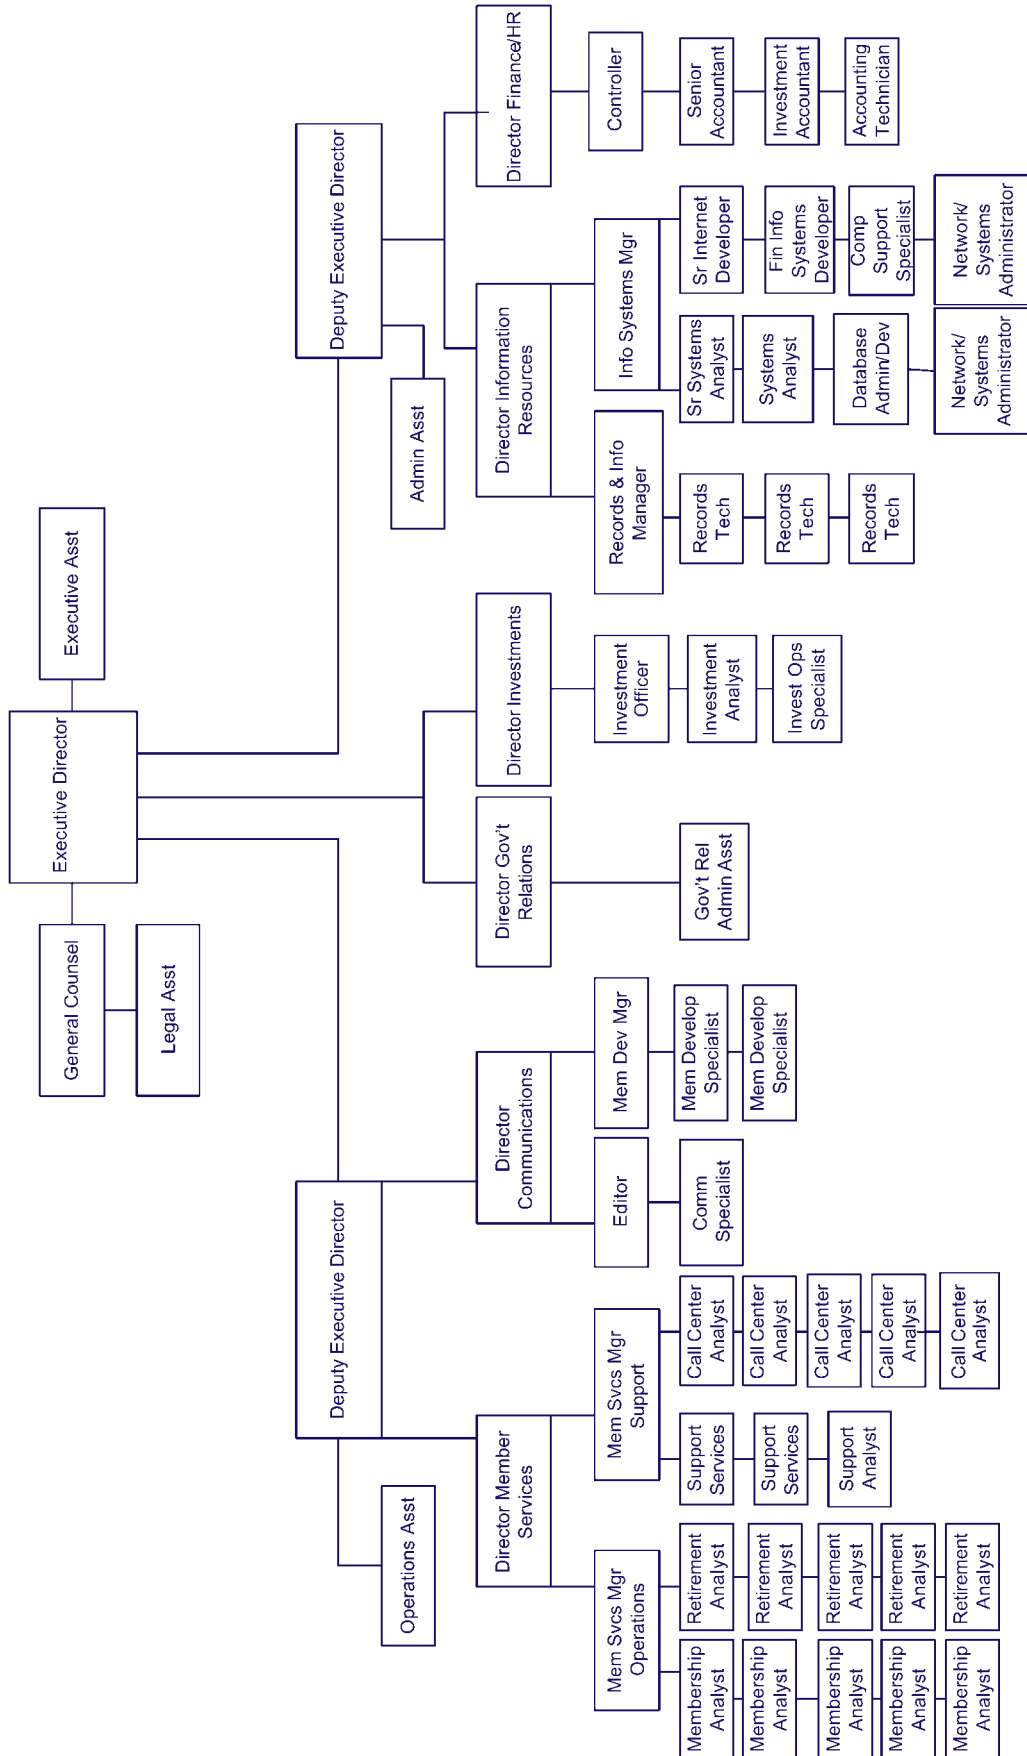 Executive Director
Executive Asst
General Counsel
Legal Asst
Deputy Executive Director
Operations Asst
Deputy Executive Director
Admin Asst
Director Member
Services
Director
Communications
Director Gov't
Relations
Director Investments
Director Information
Resources
Director Finance/HR
Mem Svcs Mgr
Operations
Mem Svcs Mgr
Support
Editor
Mem Dev Mgr
Investment
Officer
Records & Info
Manager
Info Systems Mgr
Controller
Membership
Analyst
Membership
Analyst
Membership
Analyst
Membership
Analyst
Membership
Analyst
Retirement
Analyst
Retirement
Analyst
Retirement
Analyst
Retirement
Analyst
Retirement
Analyst
Support
Services
Support
Services
Support
Analyst
Call Center
Analyst
Call Center
Analyst
Call Center
Analyst
Call Center
Analyst
Call Center
Analyst
Comm
Specialist
Mem Develop
Specialist
Mem Develop
Specialist
Gov't Rel
Admin Asst
Investment
Analyst
Invest Ops
Specialist
Records
Tech
Records
Tech
Records
Tech
Sr Systems
Analyst
Systems
Analyst
Database
Admin/Dev
Network/
Systems
Administrator
Sr Internet
Developer
Fin Info
Systems
Developer
Comp
Support
Specialist
Network/
Systems
Administrator
Senior
Accountant
Investment
Accountant
Accounting
Technician